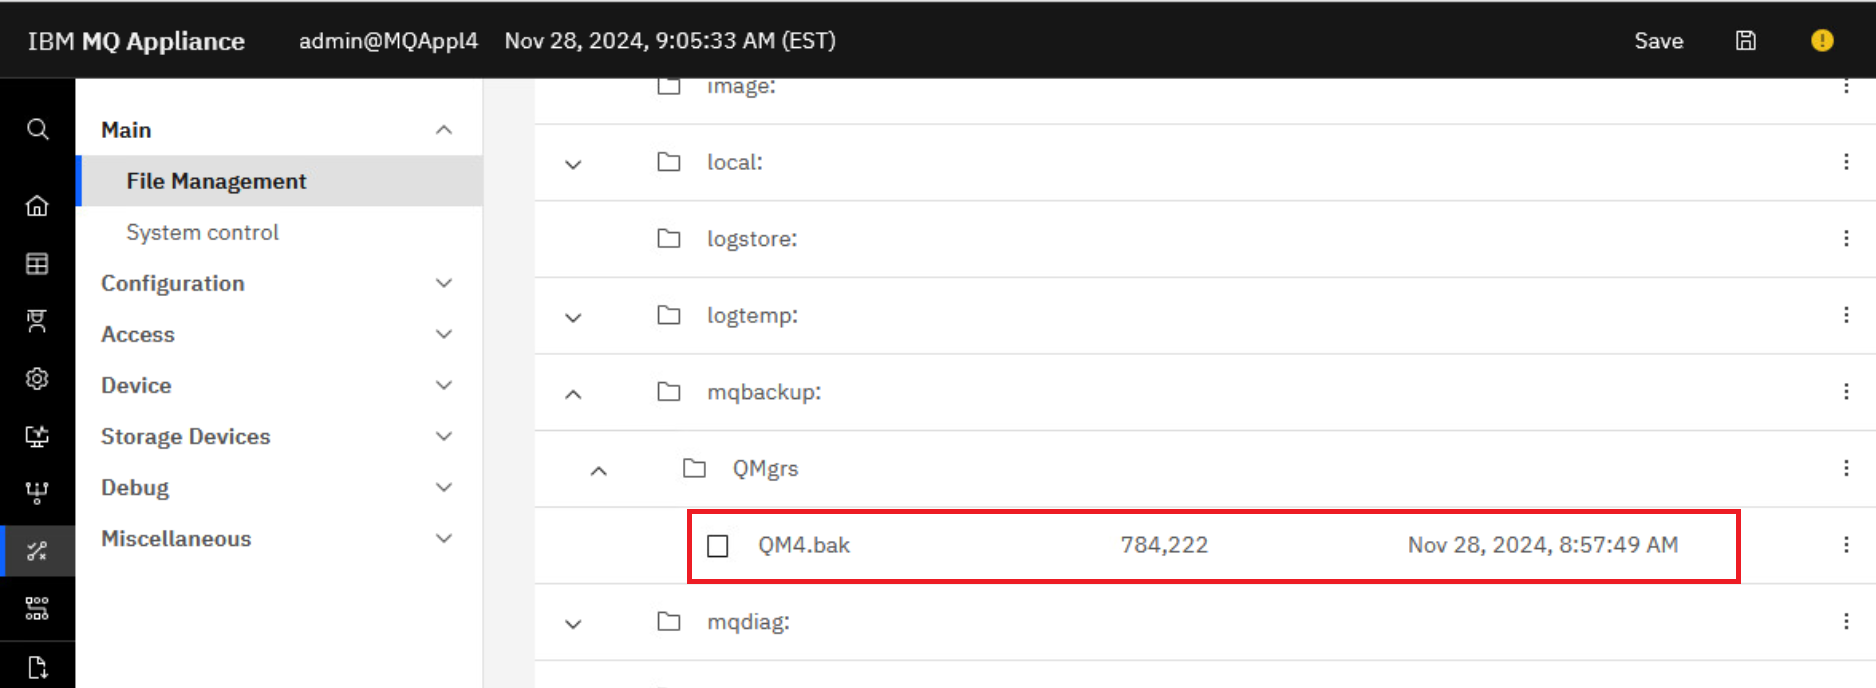 IBM MQ Appliance admin@MQAppl4 Nov 28, 2024, 9:05:33 AM (EST) Save
Main
File Management
System control
Configuration
Access
Device
Storage Devices
Debug
Miscellaneous
image:
local:
logstore:
logtemp:
mqbackup:
QMgrs
QM4.bak 784,222 Nov 28, 2024, 8:57:49 AM
mqdiag: